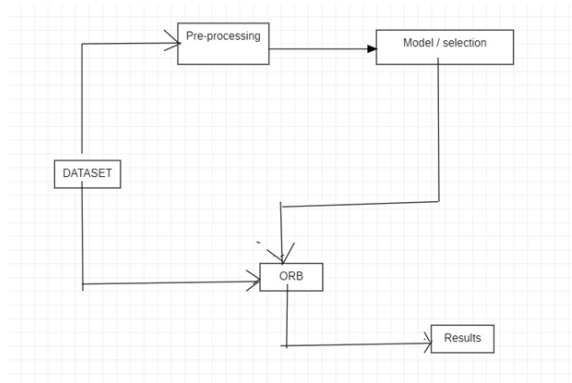 Pre-processing
Model / selection
DATASET
ORB
Results